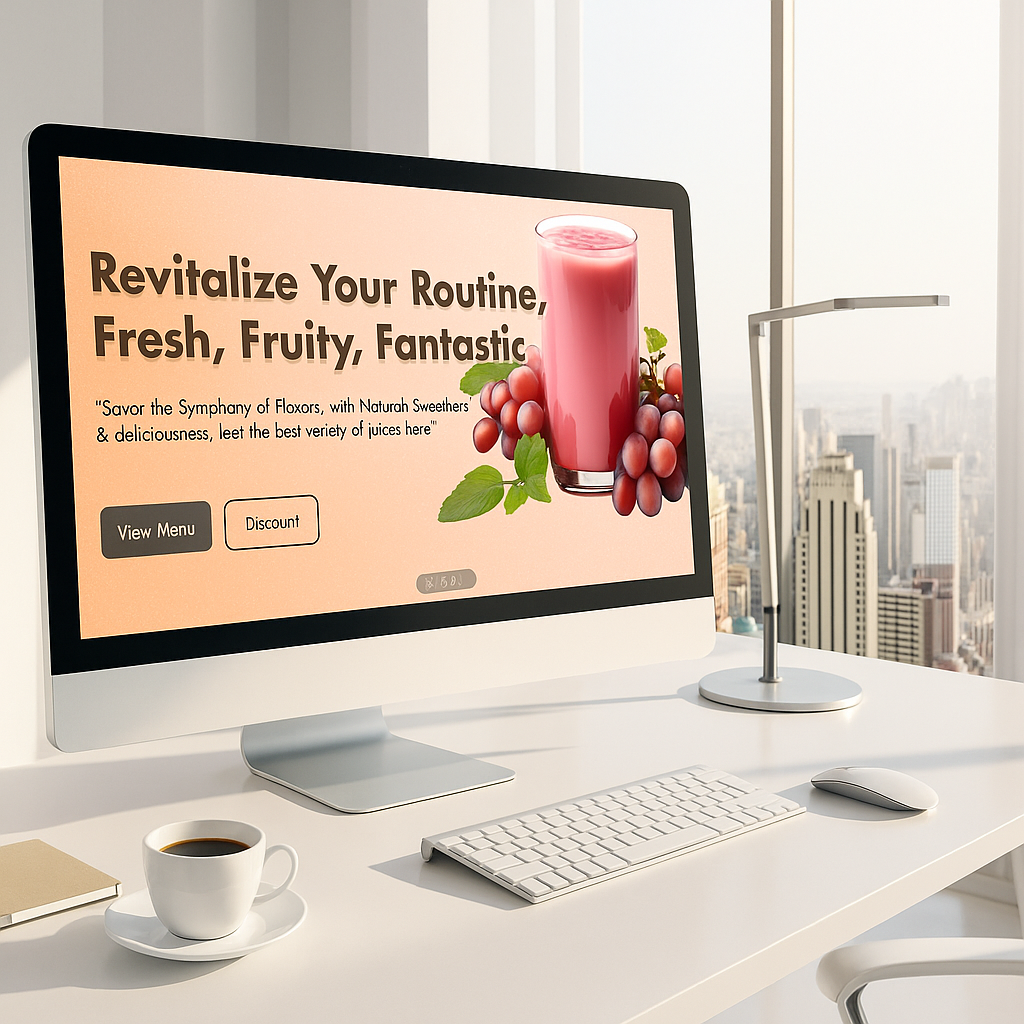 Revitalize Your Routine,
Fresh, Fruity, Fantastic
"Savor the Symphany of Floxors, with Naturah Sweethers'
& deliciousness, leet the best veriety of juices here"
View Menu
Discount